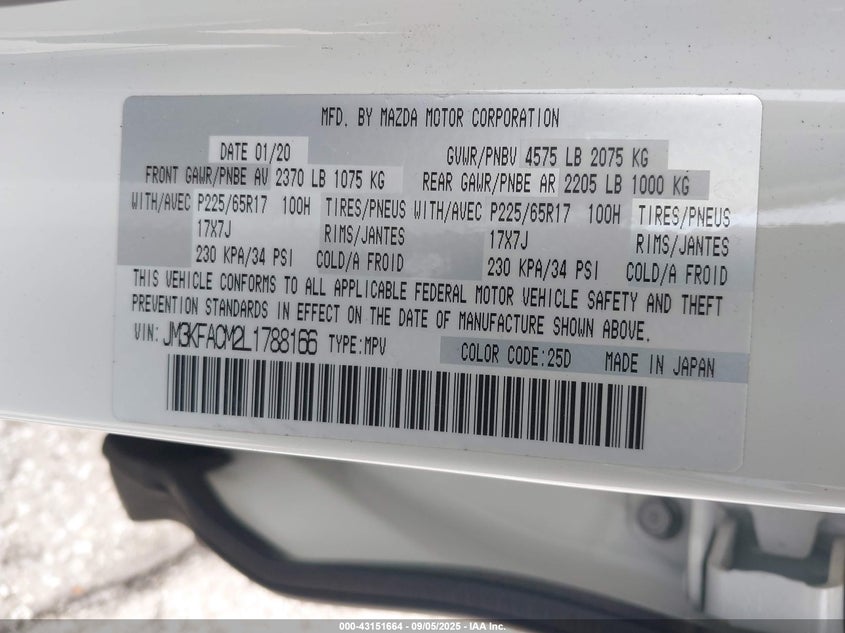 MFD. BY MAZDA MOTOR CORPORATION
DATE 01/20 GVWR/PNBV 4575 LB 2075 KG
FRONT GAWR/PNBE AV 2370 LB 1075 KG REAR GAWR/PNBE AR 2205 LB 1000 KG
WITH/AVEC P225/65R17 100H TIRES/PNEUS WITH/AVEC P225/65R17 100H TIRES/PNEUS
17X7J RIMS/JANTES 17X7J RIMS/JANTES
230 KPA/34 PSI COLD/A FROID 230 KPA/34 PSI COLD/A FROID
THIS VEHICLE CONFORMS TO ALL APPLICABLE FEDERAL MOTOR VEHICLE SAFETY AND THEFT
PREVENTION STANDARDS IN EFFECT ON THE DATE OF MANUFACTURE SHOWN ABOVE.
VIN: JM3KFACM2L1788166 TYPE:MPV COLOR CODE:25D MADE IN JAPAN
000-43151664 - 09/05/2025 - IAA Inc.